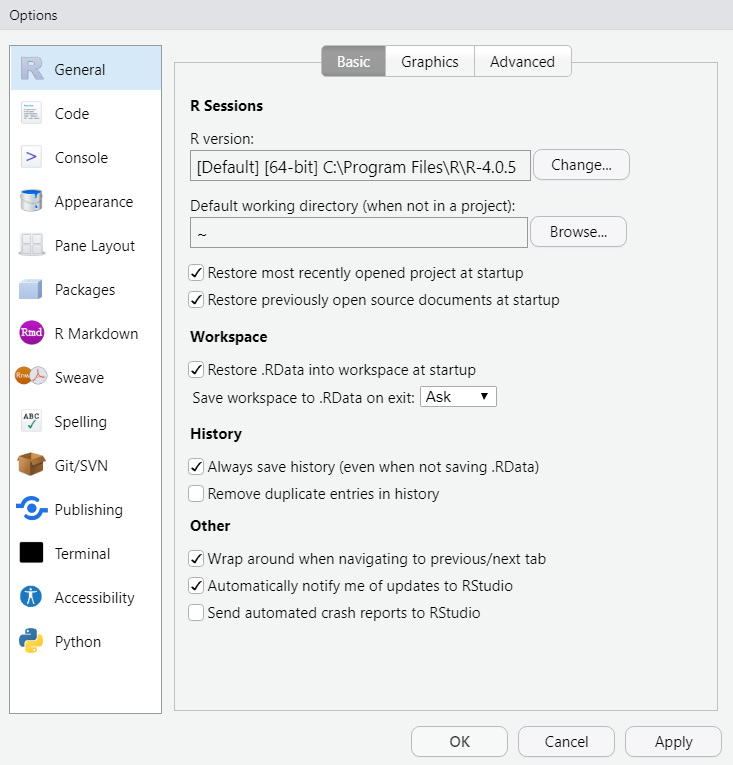 Options
General
Code
Console
Appearance
Pane Layout
Packages
Rmd R Markdown
Rnw Sweave
ABC Spelling
Git/SVN
Publishing
Terminal
Accessibility
Python
Basic Graphics Advanced
R Sessions
R version:
[Default] [64-bit] C:\Program Files\R\R-4.0.5 Change...
Default working directory (when not in a project):
~ Browse...
Restore most recently opened project at startup
Restore previously open source documents at startup
Workspace
Restore .RData into workspace at startup
Save workspace to .RData on exit: Ask
History
Always save history (even when not saving .RData)
Remove duplicate entries in history
Other
Wrap around when navigating to previous/next tab
Automatically notify me of updates to RStudio
Send automated crash reports to RStudio
OK Cancel Apply